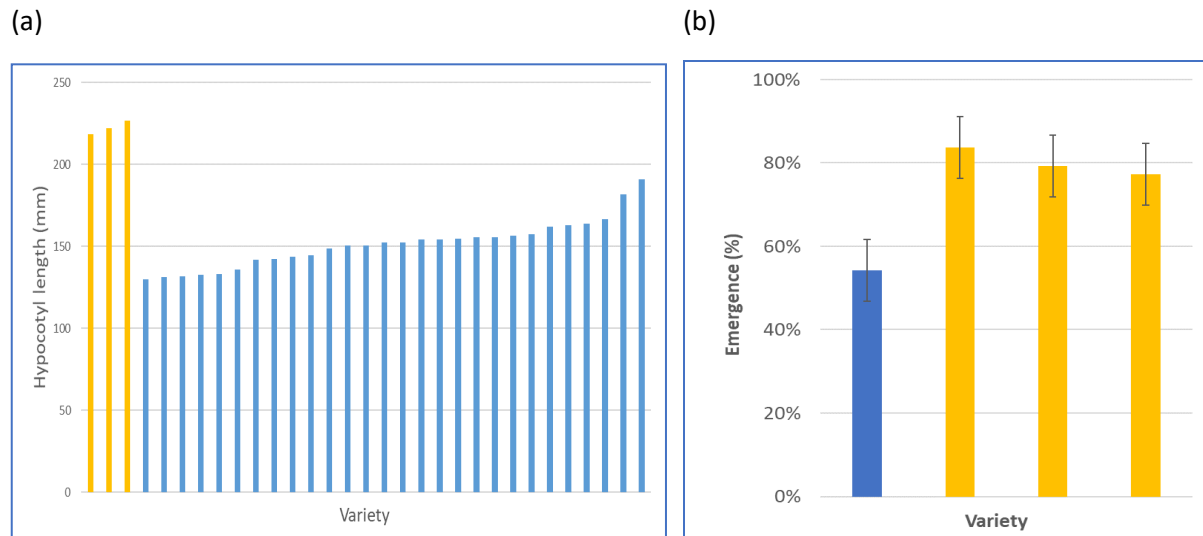 (a)
250
200
150
100
50
0
Hypocotyl length (mm)
Variety
(b)
100%
80%
60%
40%
20%
0%
Emergence (%)
Variety